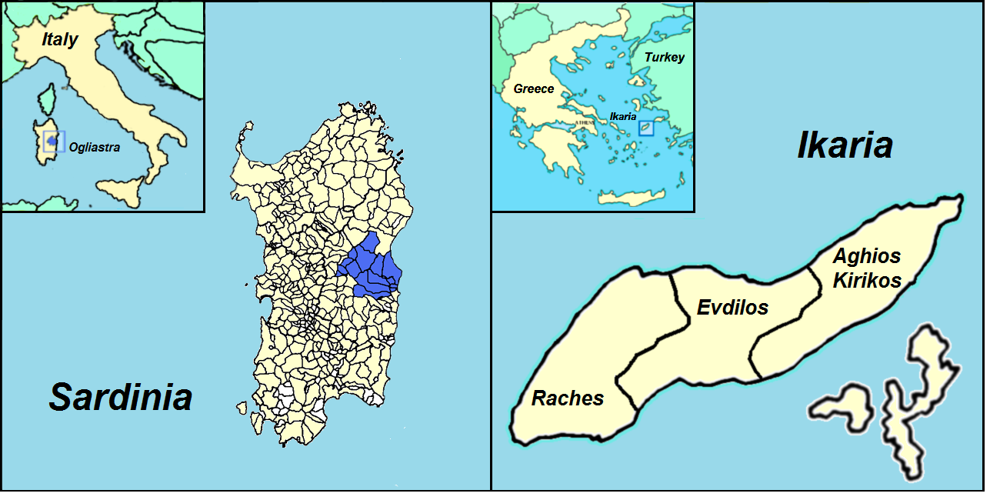 Italy
Ogliastra
Sardinia
Greece
Turkey
Ikaria
ATHENS
Ikaria
Aghios
Kirikos
Evdilos
Raches